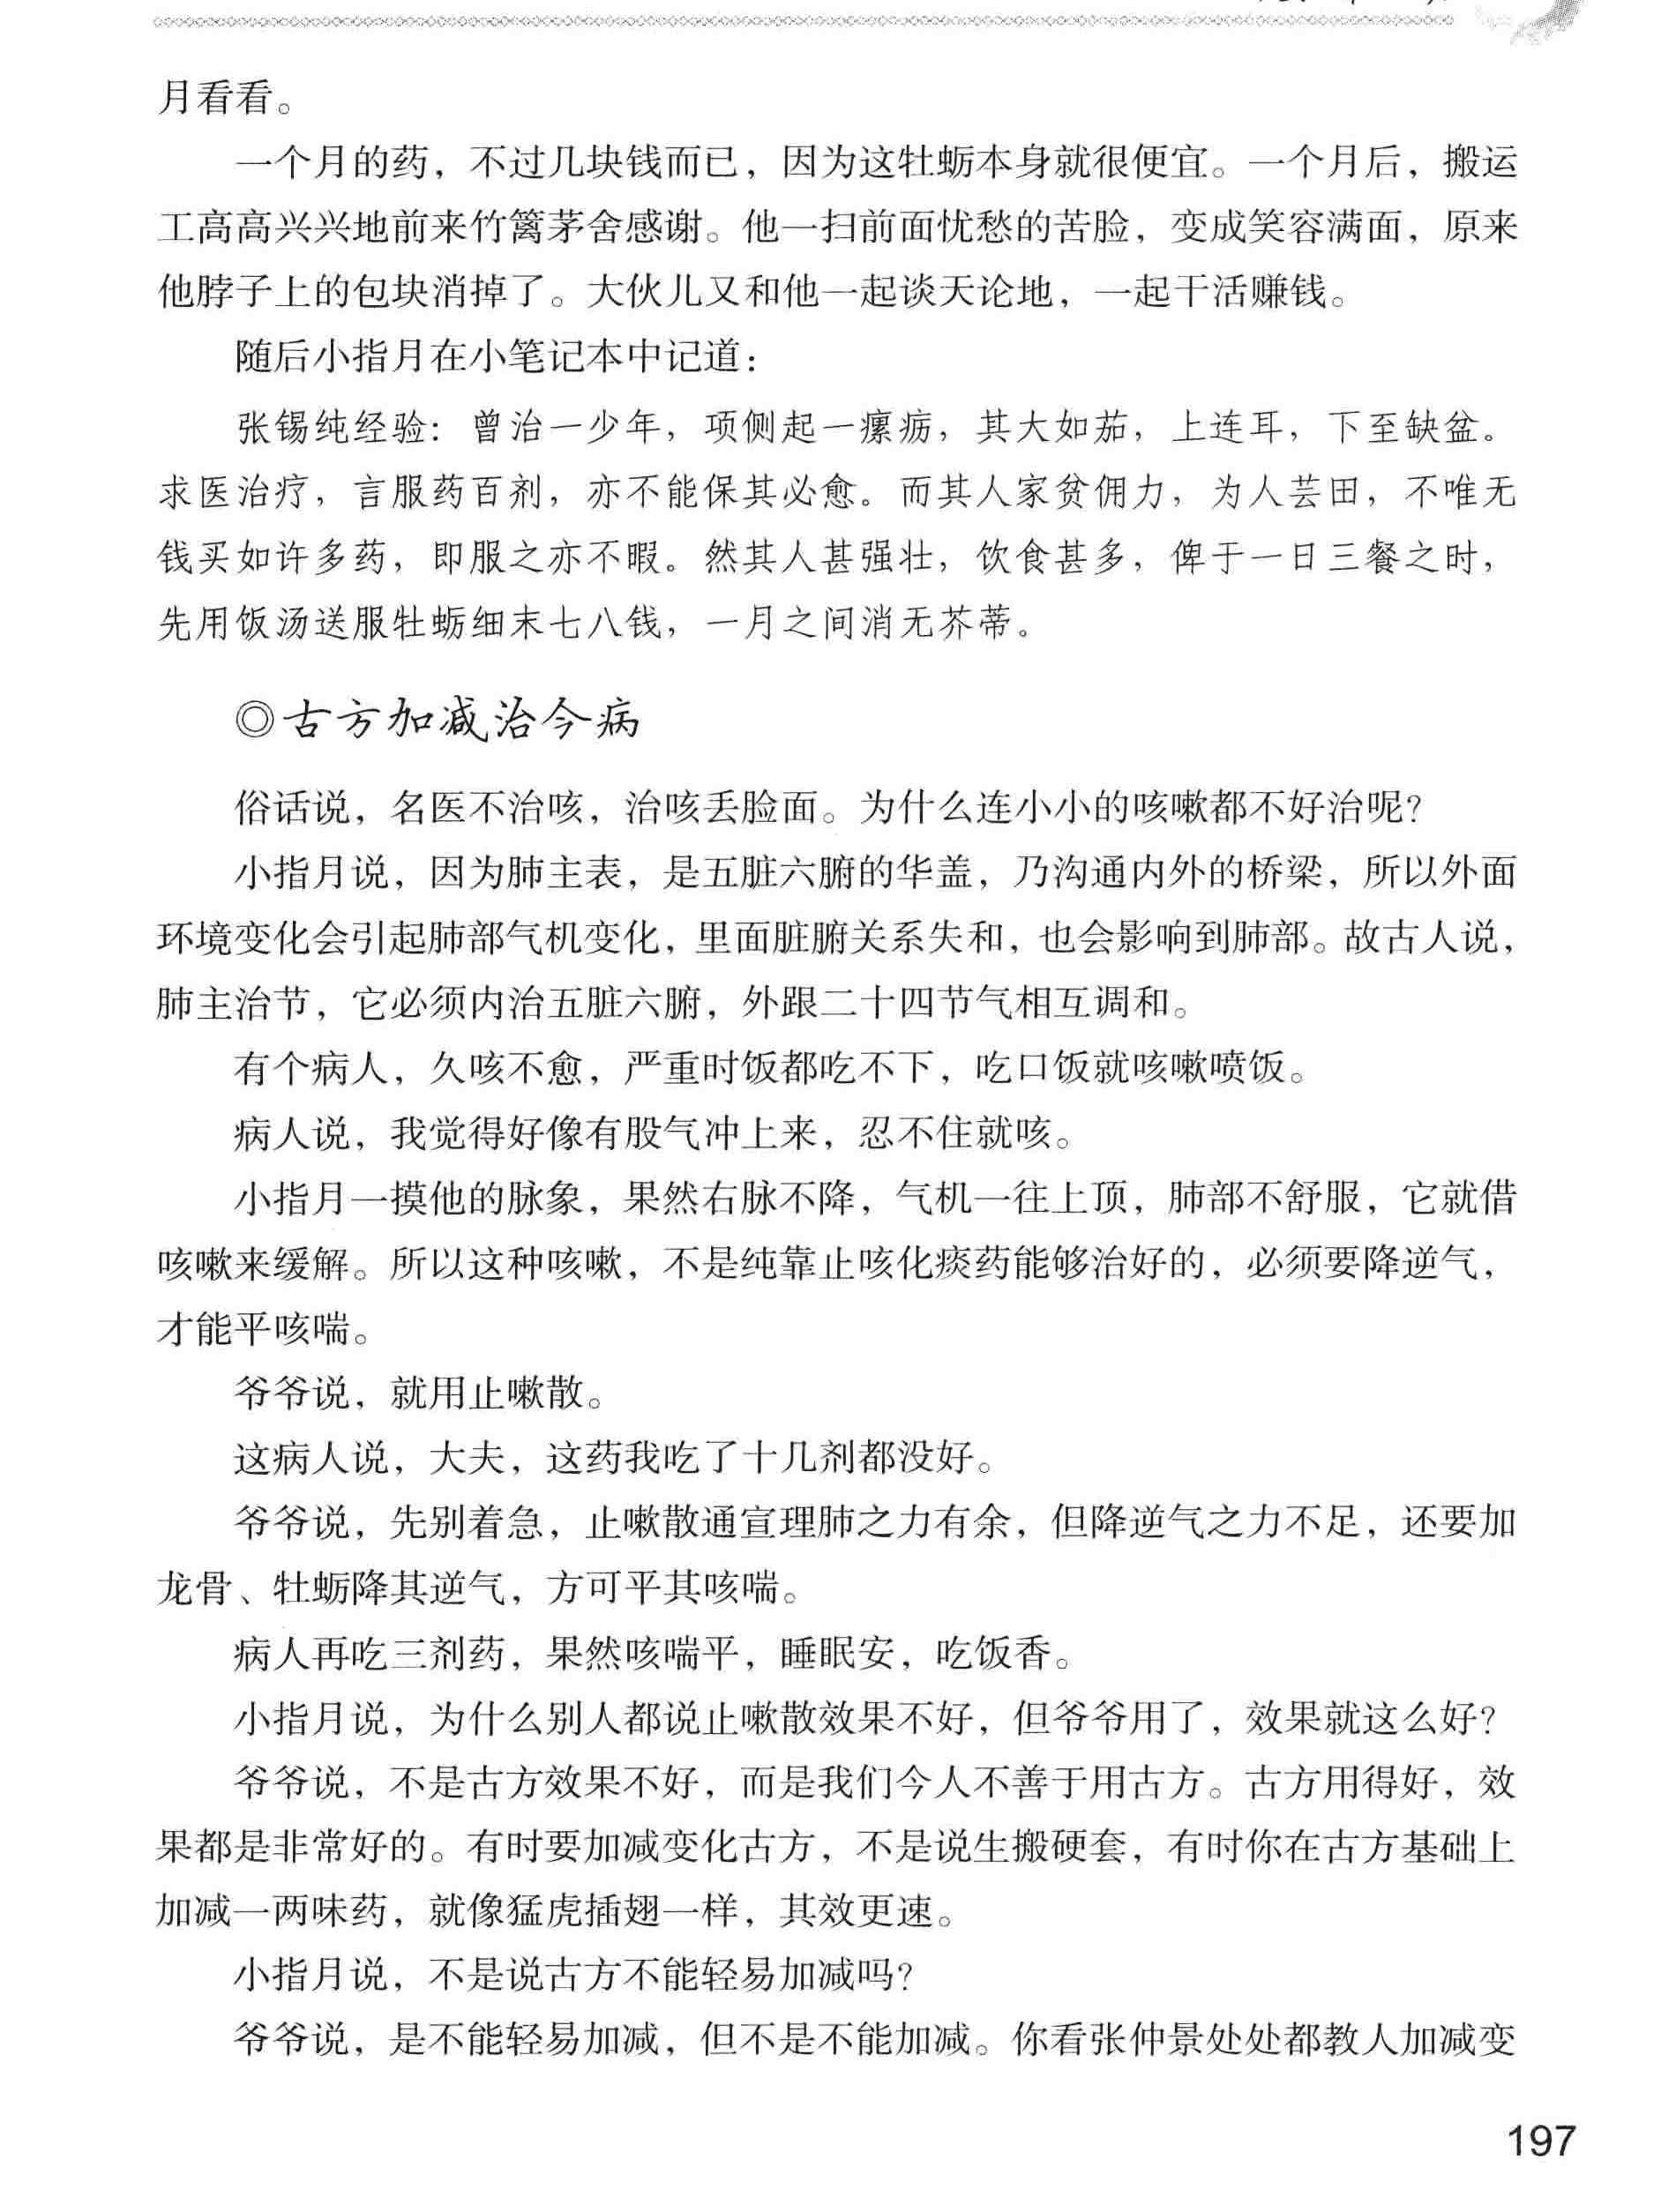 月看看。
一个月的药，不过几块钱而已，因为这牡蛎本身就很便宜。一个月后，搬运
工高高兴兴地前来竹篱茅舍感谢。他一扫前面忧愁的苦脸，变成笑容满面，原来
他脖子上的包块消掉了。大伙儿又和他一起谈天论地，一起干活赚钱。
随后小指月在小笔记本中记道：
张锡纯经验：曾治一少年，项侧起一瘰疬，其大如茄，上连耳，下至缺盆。
求医治疗，言服药百剂，亦不能保其必愈。而其人家贫佣力，为人芸田，不唯无
钱买如许多药，即服之亦不暇。然其人甚强壮，饮食甚多，俾于一日三餐之时，
先用饭汤送服牡蛎细末七八钱，一月之间消无芥蒂。
◎古方加减治今病
俗话说，名医不治咳，治咳丢脸面。为什么连小小的咳嗽都不好治呢？
小指月说，因为肺主表，是五脏六腑的华盖，乃沟通内外的桥梁，所以外面
环境变化会引起肺部气机变化，里面脏腑关系失和，也会影响到肺部。故古人说，
肺主治节，它必须内治五脏六腑，外跟二十四节气相互调和。
有个病人，久咳不愈，严重时饭都吃不下，吃口饭就咳嗽喷饭。
病人说，我觉得好像有股气冲上来，忍不住就咳。
小指月一摸他的脉象，果然右脉不降，气机一往上顶，肺部不舒服，它就借
咳嗽来缓解。所以这种咳嗽，不是纯靠止咳化痰药能够治好的，必须要降逆气，
才能平咳喘。
爷爷说，就用止嗽散。
这病人说，大夫，这药我吃了十几剂都没好。
爷爷说，先别着急，止嗽散通宣理肺之力有余，但降逆气之力不足，还要加
龙骨、牡蛎降其逆气，方可平其咳喘。
病人再吃三剂药，果然咳喘平，睡眠安，吃饭香。
小指月说，为什么别人都说止嗽散效果不好，但爷爷用了，效果就这么好？
爷爷说，不是古方效果不好，而是我们今人不善于用古方。古方用得好，效
果都是非常好的。有时要加减变化古方，不是说生搬硬套，有时你在古方基础上
加减一两味药，就像猛虎插翅一样，其效更速。
小指月说，不是说古方不能轻易加减吗？
爷爷说，是不能轻易加减，但不是不能加减。你看张仲景处处都教人加减变
197